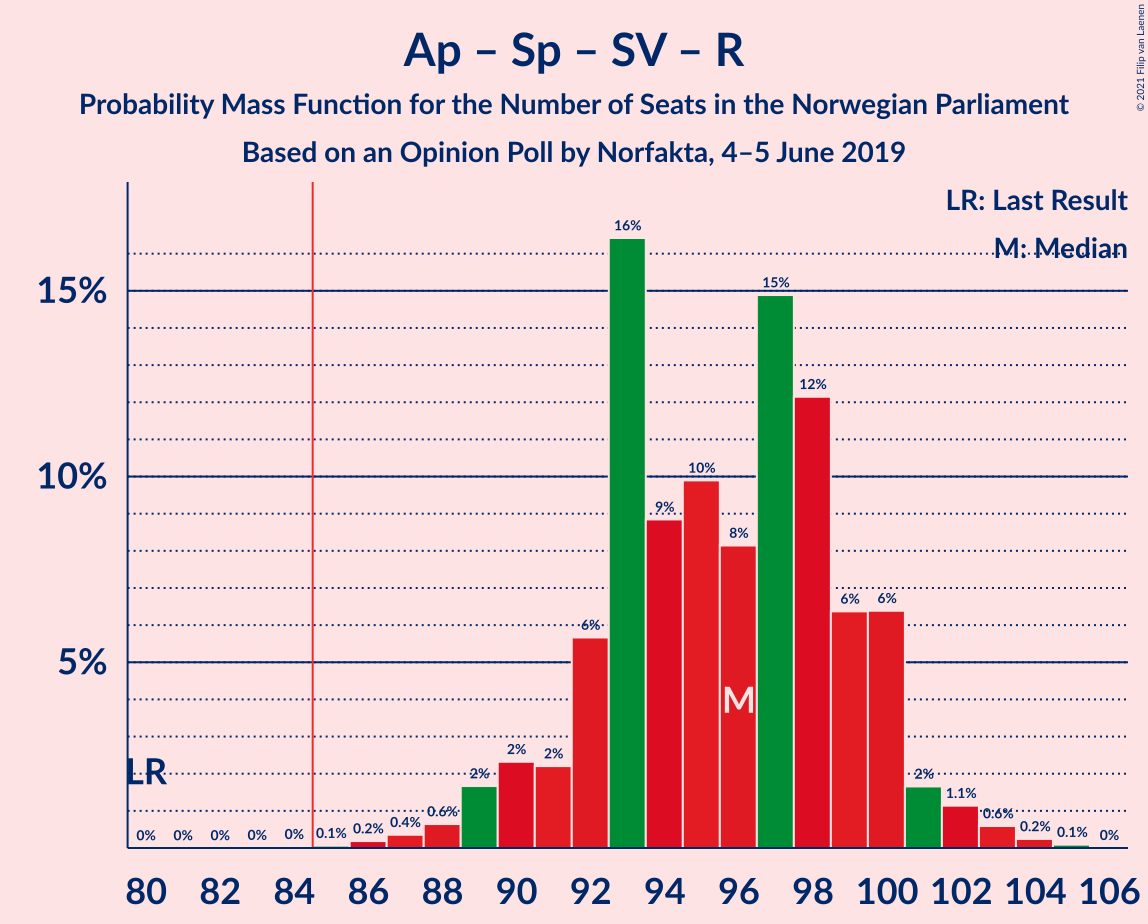 Ap – Sp – SV – R
Probability Mass Function for the Number of Seats in the Norwegian Parliament
Based on an Opinion Poll by Norfakta, 4–5 June 2019
© 2021 Filip van Laenen
LR: Last Result
M: Median
15%
10%
5%
LR
M
0% 0% 0% 0% 0% 0.1% 0.2% 0.4% 0.6% 2% 2% 2% 6% 16% 9% 10% 8% 15% 12% 6% 6% 2% 1.1% 0.6% 0.2% 0.1% 0%
80 82 84 86 88 90 92 94 96 98 100 102 104 106